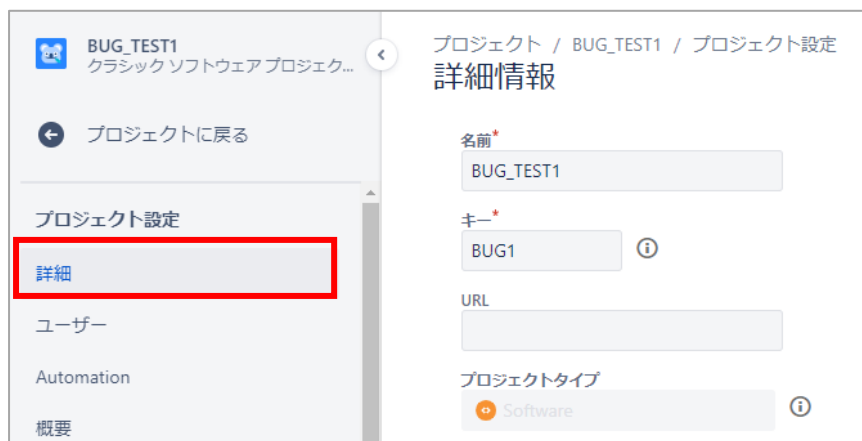 BUG_TEST1
クラシック ソフトウェア プロジェク...
プロジェクトに戻る
プロジェクト設定
詳細
ユーザー
Automation
概要
プロジェクト / BUG_TEST1 / プロジェクト設定
詳細情報
名前*
BUG_TEST1
キー*
BUG1
URL
プロジェクトタイプ
Software